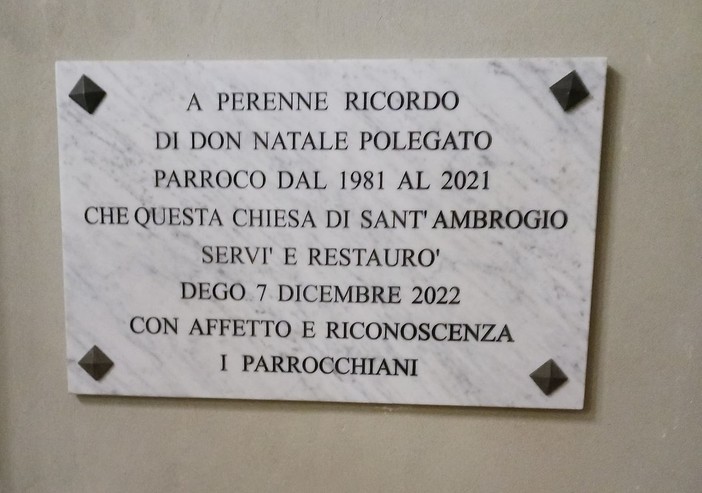 A PERENNE RICORDO
DI DON NATALE POLEGATO
PARROCO DAL 1981 AL 2021
CHE QUESTA CHIESA DI SANT' AMBROGIO
SERVI' E RESTAURO'
DEGO 7 DICEMBRE 2022
CON AFFETTO E RICONOSCENZA
I PARROCCHIANI